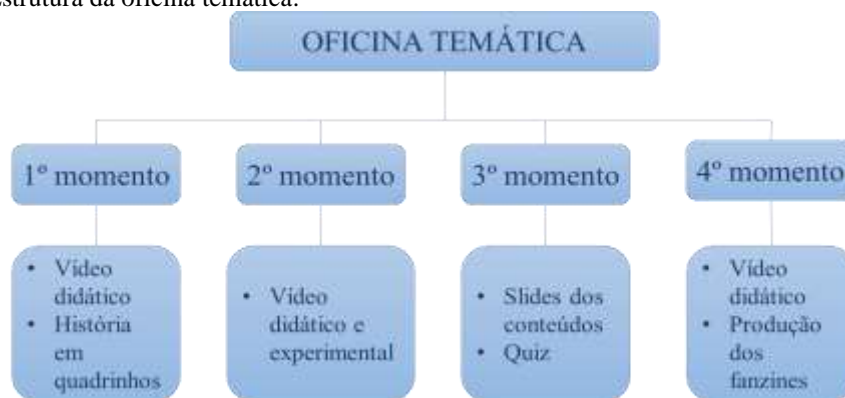 Estrutura da oficina temática.
OFICINA TEMÁTICA
1º momento
2º momento
3º momento
4º momento
• Vídeo
didático
• História
em
quadrinhos
• Vídeo
didático e
experimental
• Slides dos
conteúdos
• Quiz
• Vídeo
didático
• Produção
dos
fanzines